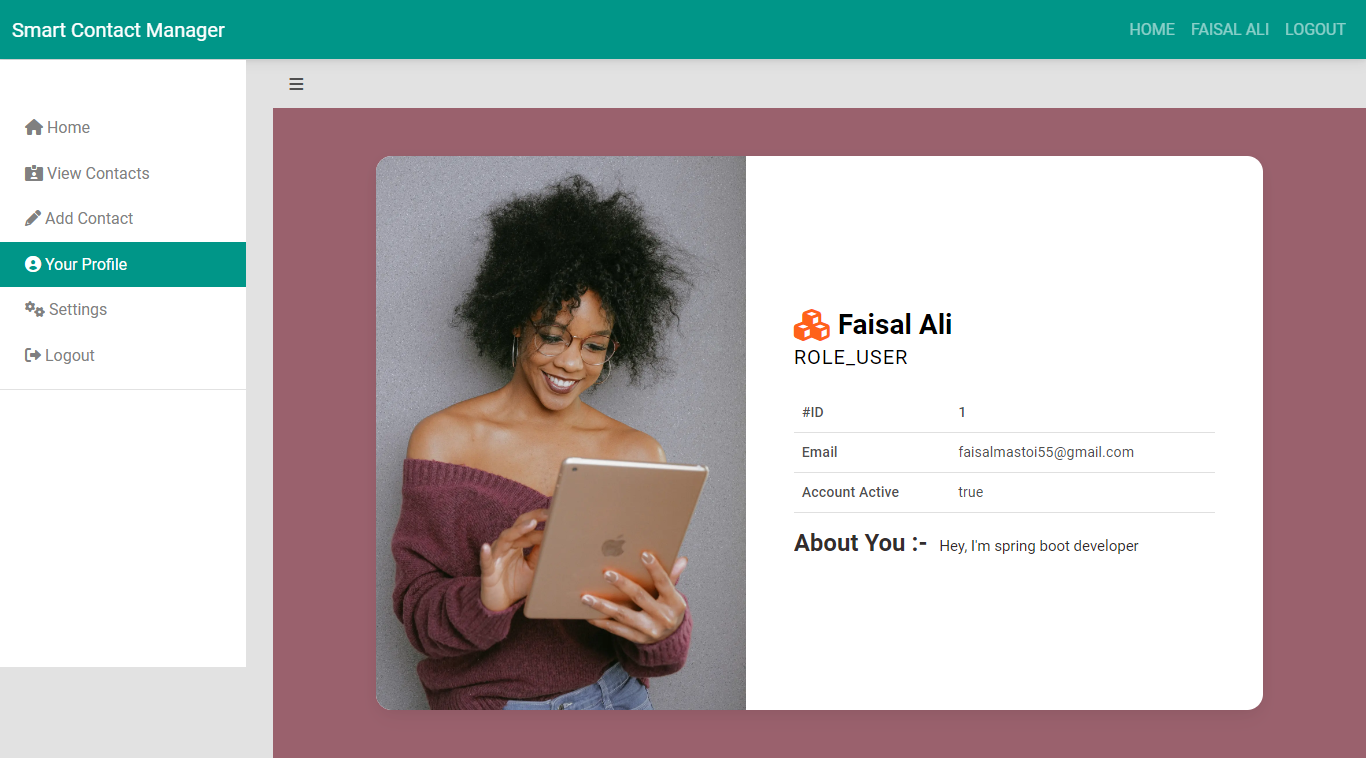 Smart Contact Manager
HOME FAISAL ALI LOGOUT
Home
View Contacts
Add Contact
Your Profile
Settings
Logout
Faisal Ali
ROLE_USER
#ID 1
Email faisalmastoi55@gmail.com
Account Active true
About You :- Hey, I'm spring boot developer